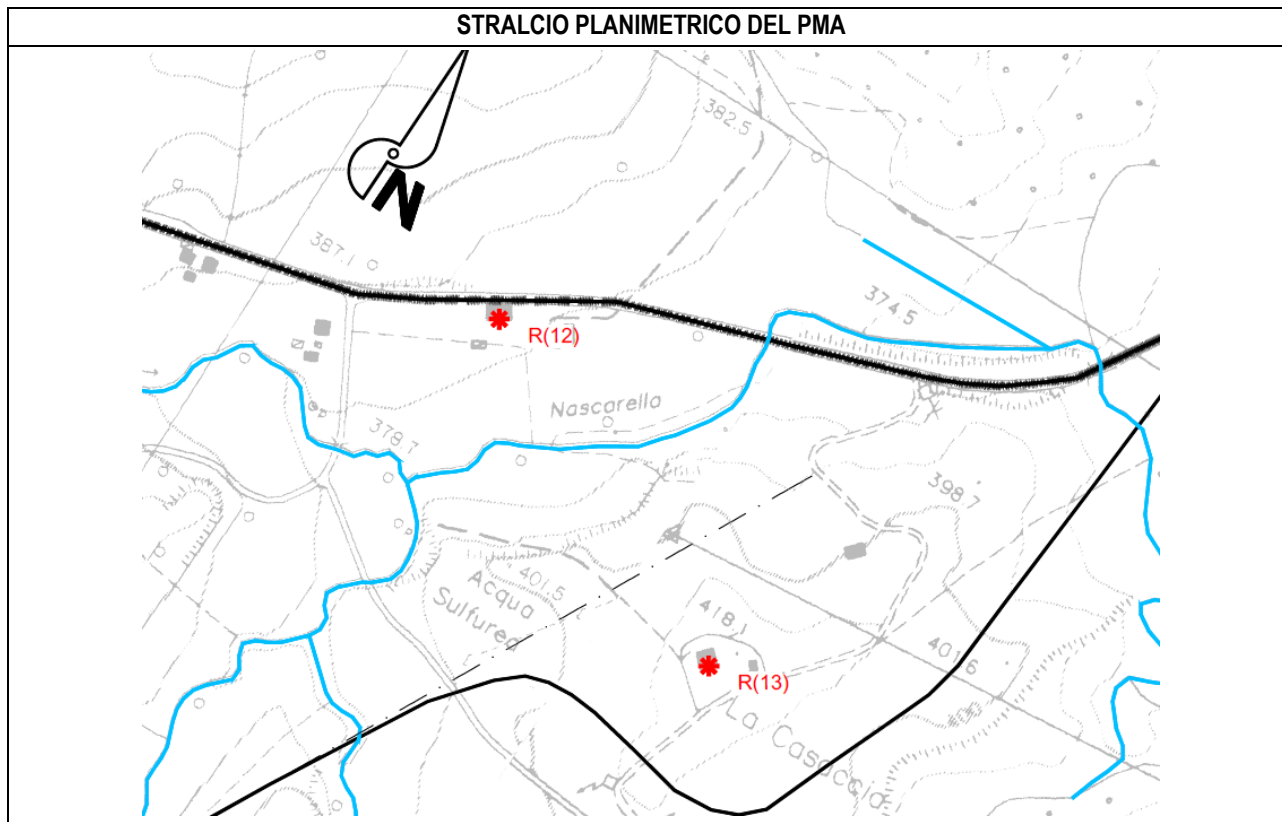 STRALCIO PLANIMETRICO DEL PMA
382.5
N
387.1
374.5
R(12)
Nascarella
378.7
398.7
401.5
Acqua
Sulfurea
418.1
401.6
R(13)
La Casaccia